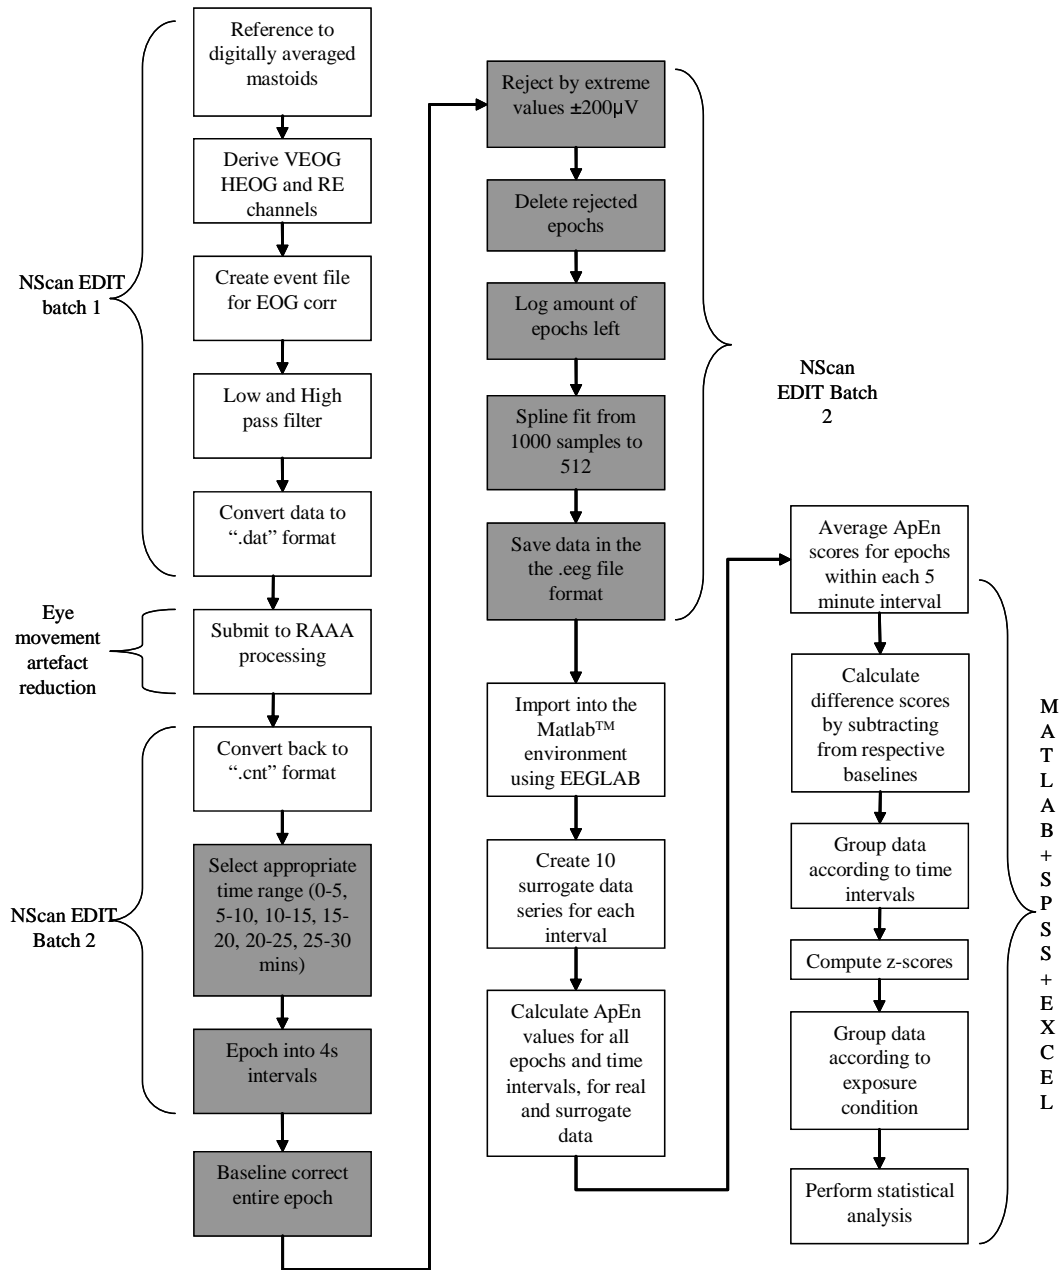 Reference to
digitally averaged
mastoids
Derive VEOG
HEOG and RE
channels
NScan EDIT
batch 1
Create event file
for EOG corr
Low and High
pass filter
Convert data to
“.dat” format
Eye
movement
artefact
reduction
Submit to RAAA
processing
Convert back to
“.cnt” format
NScan EDIT
Batch 2
Select appropriate
time range (0-5,
5-10, 10-15, 15-
20, 20-25, 25-30
mins)
Epoch into 4s
intervals
Baseline correct
entire epoch
Reject by extreme
values ±200µV
Delete rejected
epochs
Log amount of
epochs left
Spline fit from
1000 samples to
512
Save data in the
the .eeg file
format
NScan
EDIT Batch
2
Import into the
Matlab™
environment
using EEGLAB
Create 10
surrogate data
series for each
interval
Calculate ApEn
values for all
epochs and time
intervals, for real
and surrogate
data
Average ApEn
scores for epochs
within each 5
minute interval
Calculate
difference scores
by subtracting
from respective
baselines
Group data
according to time
intervals
Compute z-scores
Group data
according to
exposure
condition
Perform statistical
analysis
M
A
T
L
A
B
+
S
P
S
S
+
E
X
C
E
L